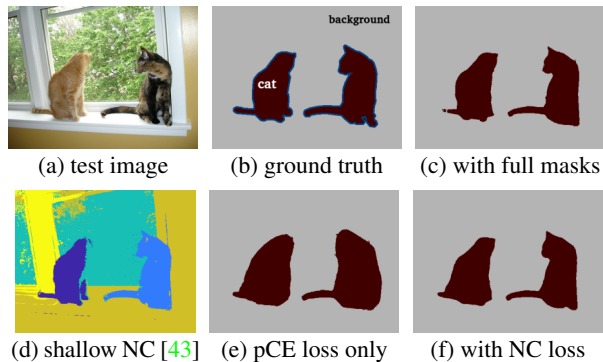 background
cat
(a) test image (b) ground truth (c) with full masks
(d) shallow NC [43] (e) pCE loss only (f) with NC loss